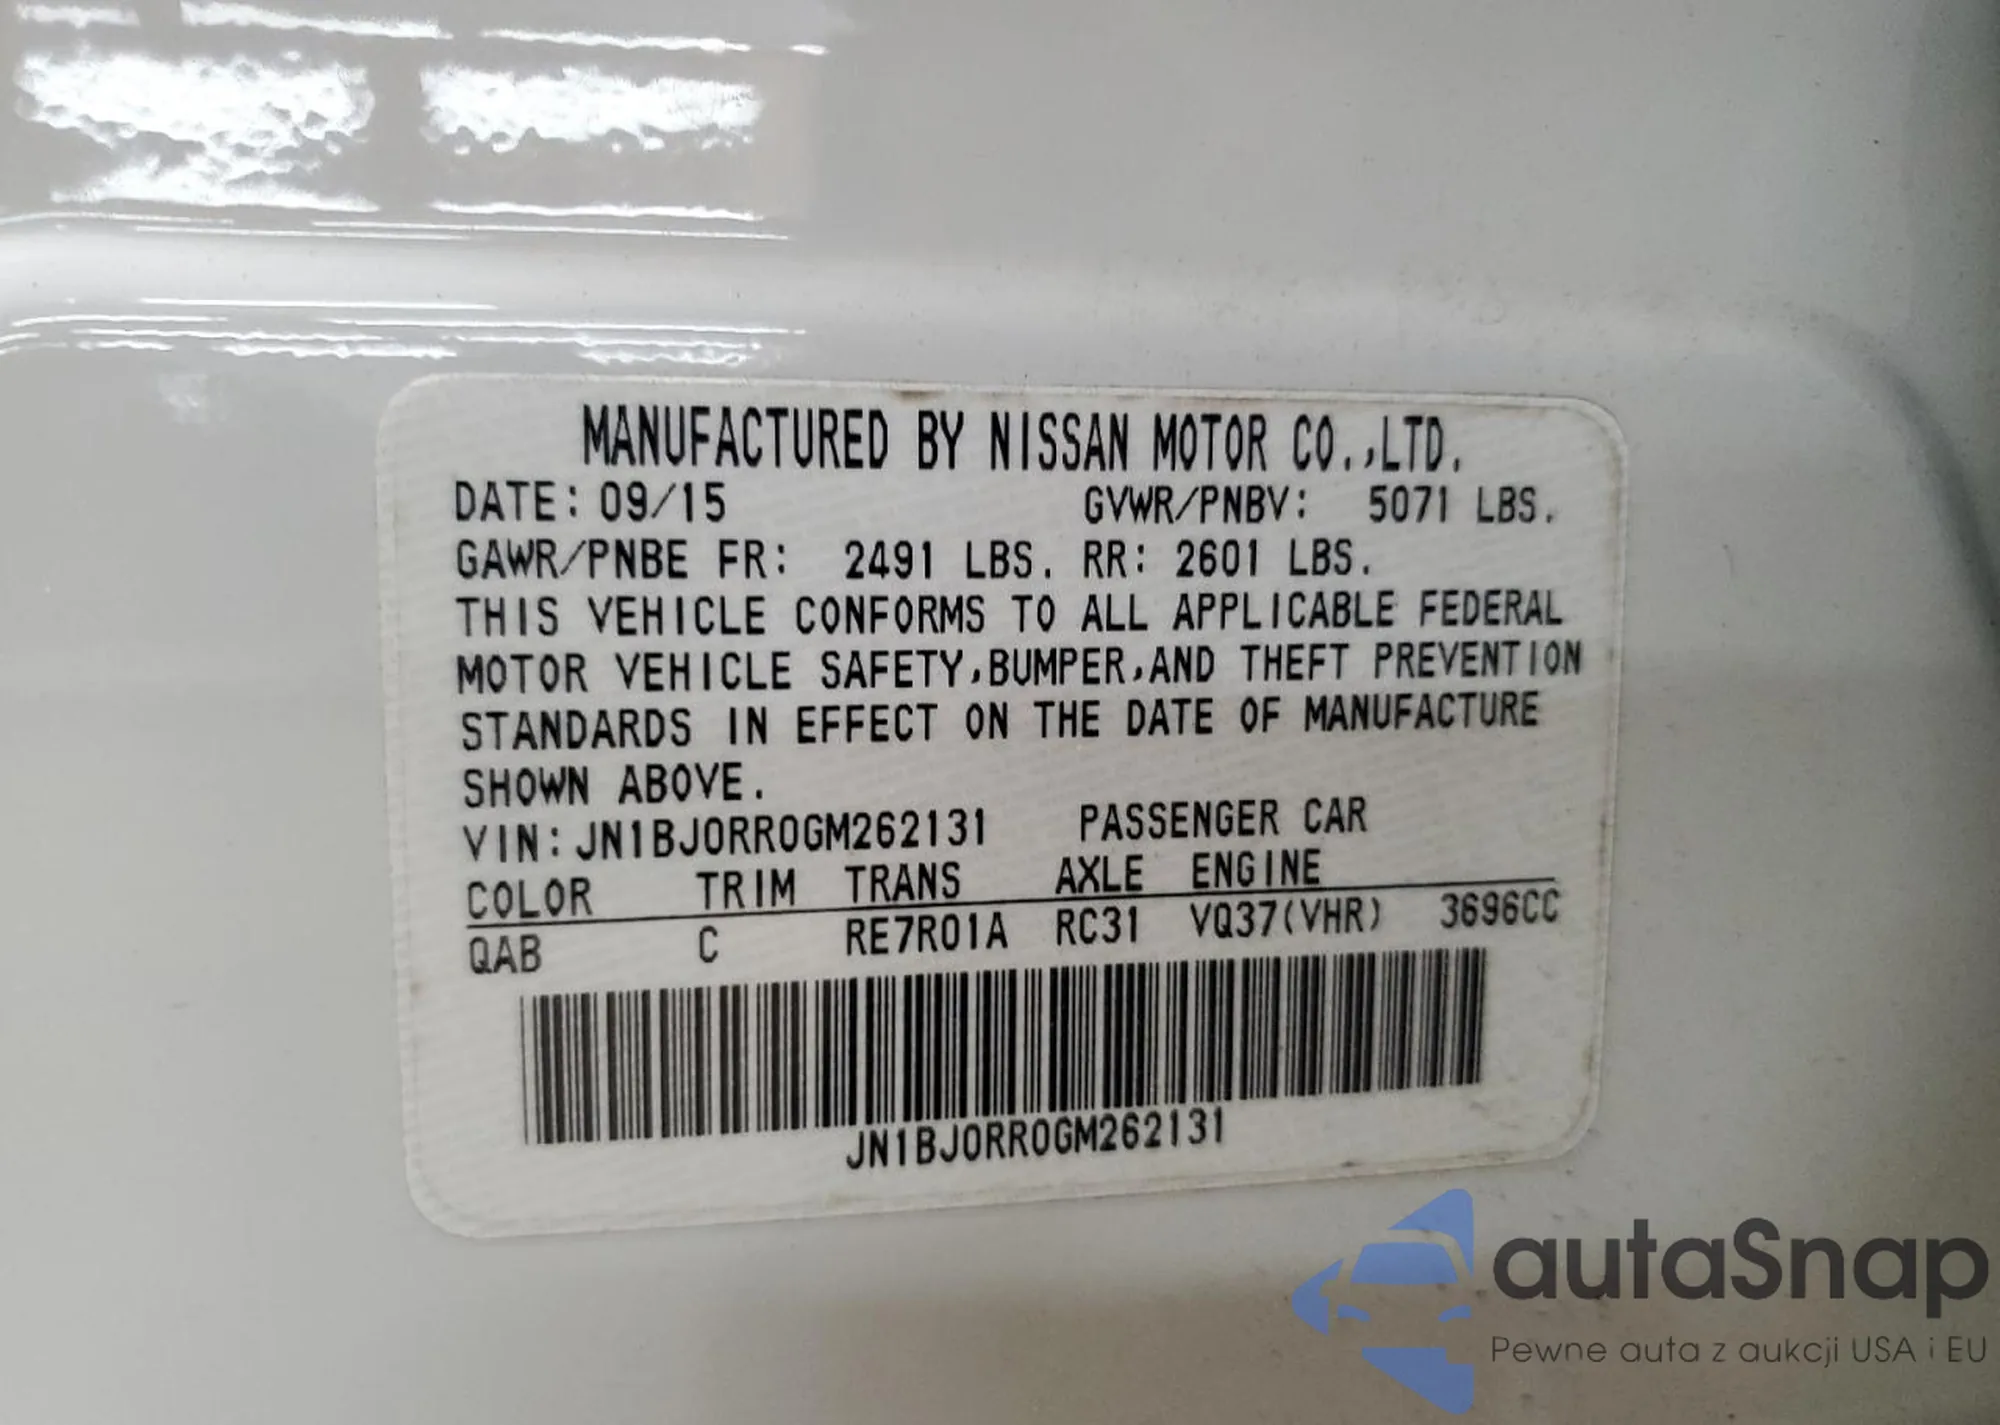 MANUFACTURED BY NISSAN MOTOR CO.,LTD.
DATE: 09/15 GVWR/PNBV: 5071 LBS.
GAWR/PNBE FR: 2491 LBS. RR: 2601 LBS.
THIS VEHICLE CONFORMS TO ALL APPLICABLE FEDERAL
MOTOR VEHICLE SAFETY,BUMPER,AND THEFT PREVENTION
STANDARDS IN EFFECT ON THE DATE OF MANUFACTURE
SHOWN ABOVE.
VIN: JN1BJ0RR0GM262131 PASSENGER CAR
COLOR TRIM TRANS AXLE ENGINE
QAB C RE7R01A RC31 VQ37(VHR) 3696CC
JN1BJ0RR0GM262131
autaSnap
Pewne auta z aukcji USA i EU